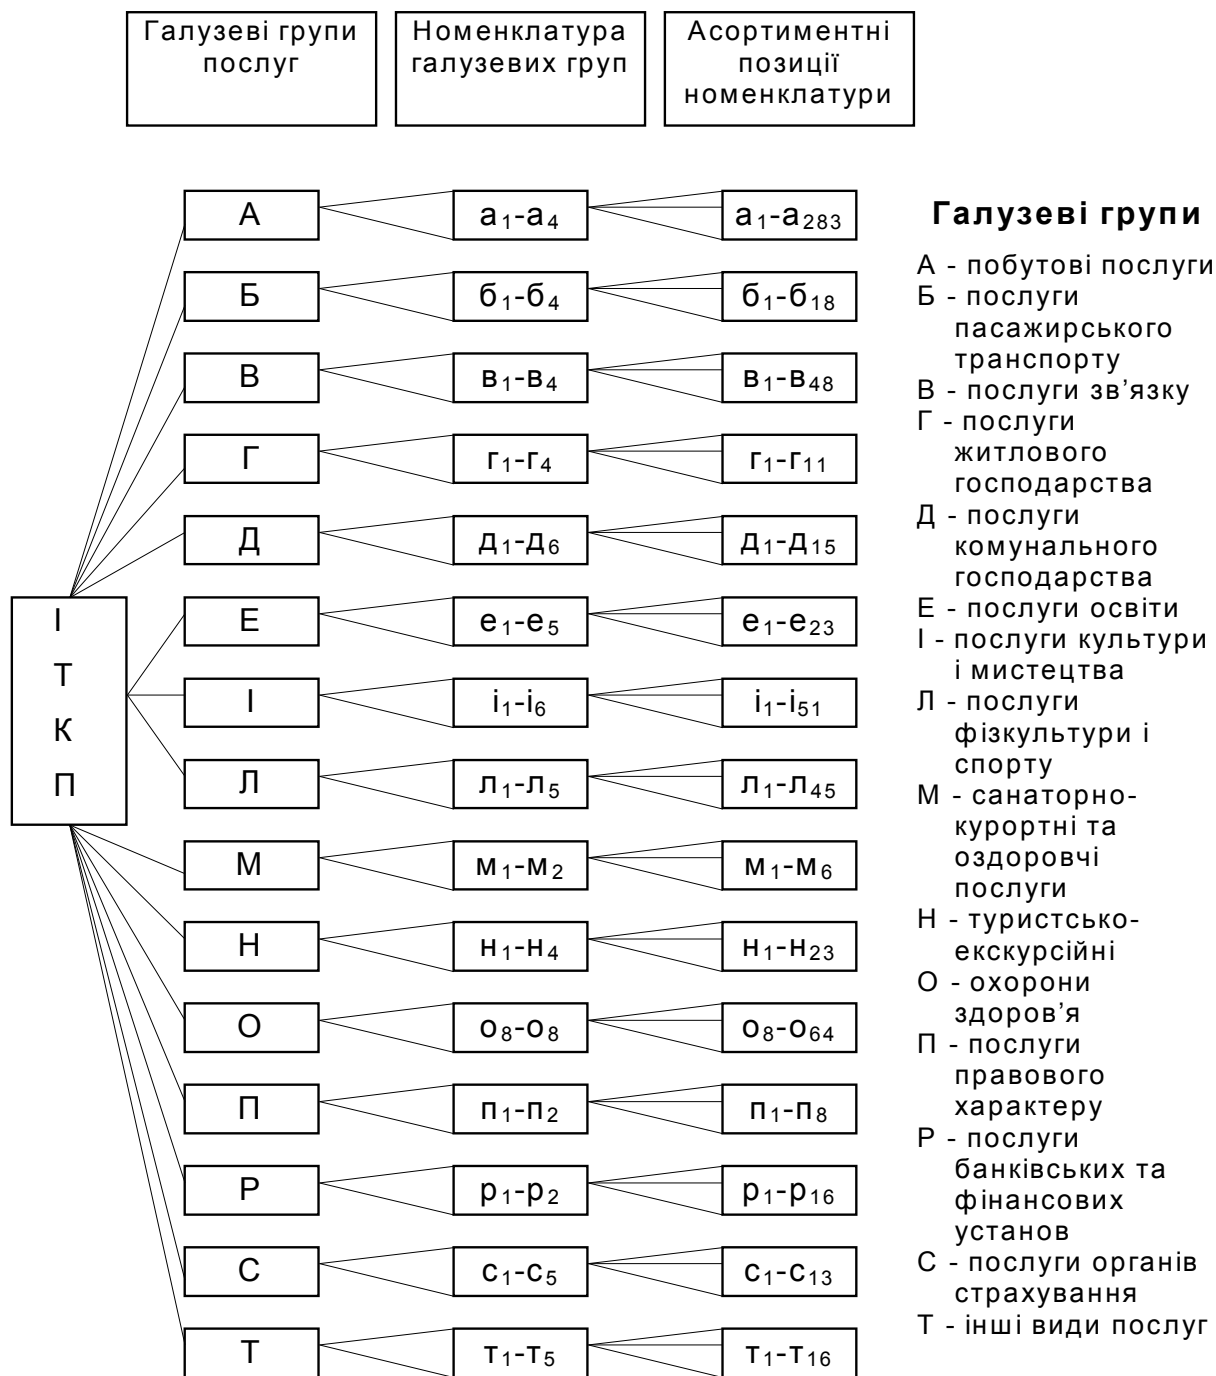 Галузеві групи
послуг
Номенклатура
галузевих груп
Асортиментні
позиції
номенклатури
І
Т
К
П
А
а1-а4
а1-а283
Б
б1-б4
б1-б18
В
в1-в4
в1-в48
Г
г1-г4
г1-г11
Д
д1-д6
д1-д15
Е
е1-е5
е1-е23
І
і1-і6
і1-і51
Л
л1-л5
л1-л45
М
м1-м2
м1-м6
Н
н1-н4
н1-н23
О
о8-о8
о8-о64
П
п1-п2
п1-п8
Р
р1-р2
р1-р16
С
с1-с5
с1-с13
Т
т1-т5
т1-т16
Галузеві групи
А - побутові послуги
Б - послуги
пасажирського
транспорту
В - послуги зв’язку
Г - послуги
житлового
господарства
Д - послуги
комунального
господарства
Е - послуги освіти
І - послуги культури
і мистецтва
Л - послуги
фізкультури і
спорту
М - санаторно-
курортні та
оздоровчі
послуги
Н - туристсько-
екскурсійні
О - охорони
здоров’я
П - послуги
правового
характеру
Р - послуги
банківських та
фінансових
установ
С - послуги органів
страхування
Т - інші види послуг